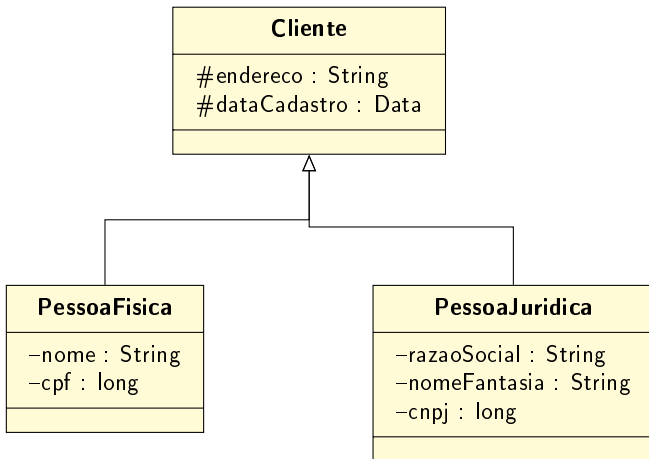 Cliente
#endereco : String
#dataCadastro : Data
PessoaFisica
–nome : String
–cpf : long
PessoaJuridica
–razaoSocial : String
–nomeFantasia : String
–cnpj : long